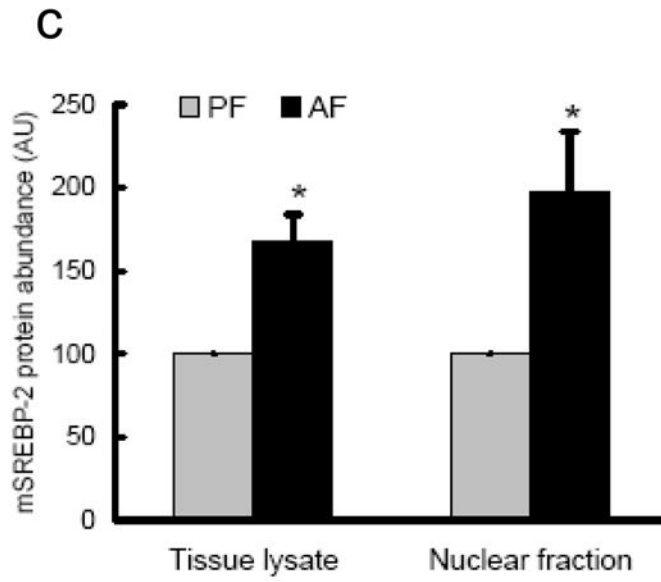 C
PF AF
mSREBP-2 protein abundance (AU)
250
200
150
100
50
0
*
*
Tissue lysate Nuclear fraction